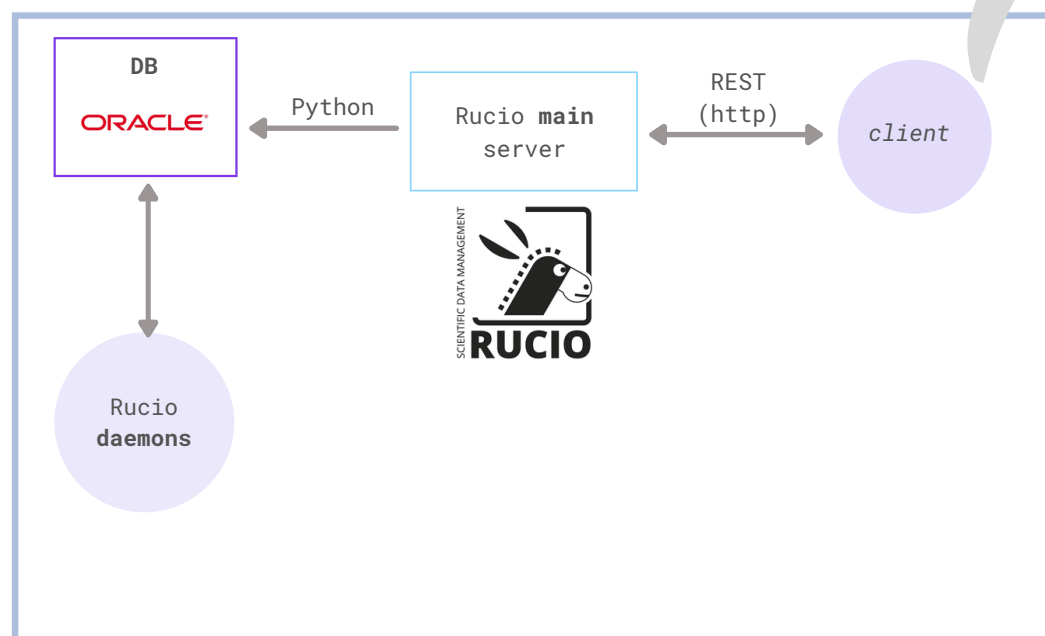 DB
ORACLE
Python
Rucio main
server
REST
(http)
client
SCIENTIFIC DATA MANAGEMENT
RUCIO
Rucio
daemons